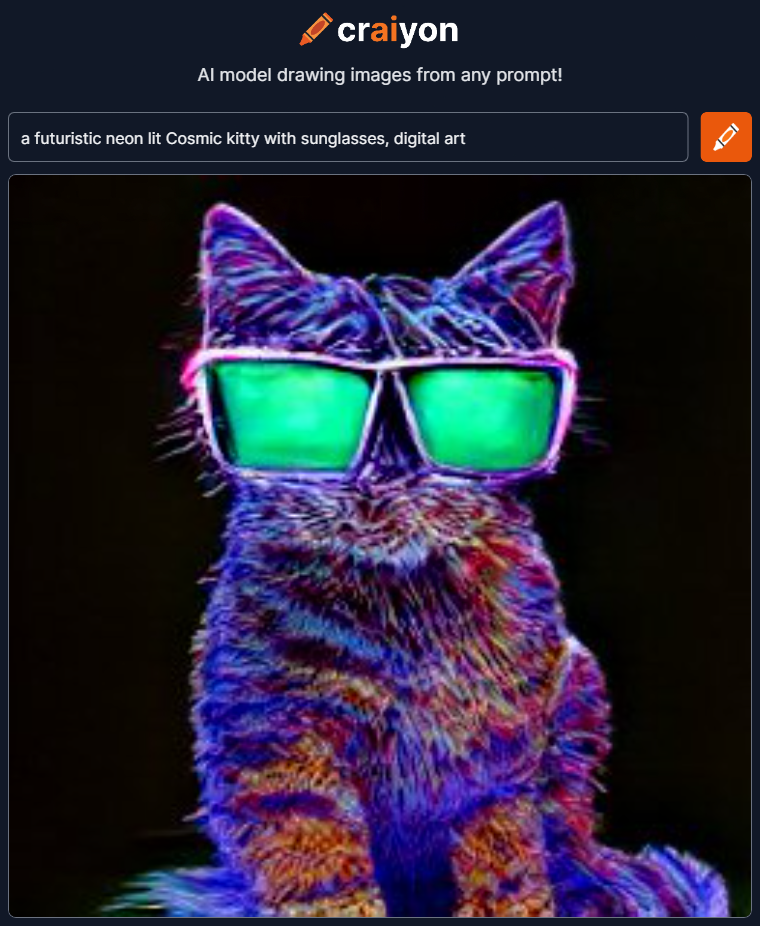 craiyon
AI model drawing images from any prompt!
a futuristic neon lit Cosmic kitty with sunglasses, digital art